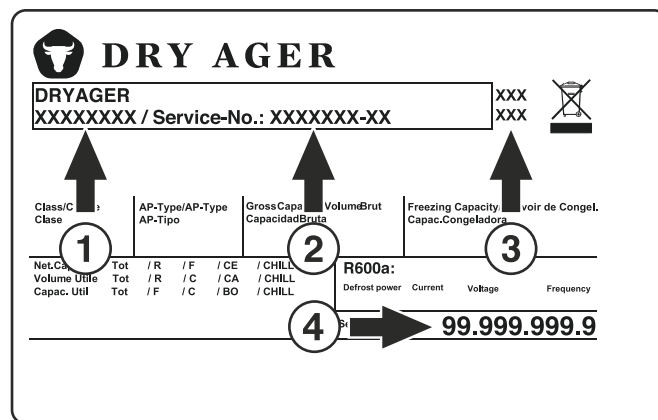 DRY AGER
DRYAGER
XXXXXXXX / Service-No.: XXXXXXX-XX
XXX
XXX
Class/C
Clase
AP-Type/AP-Type
AP-Tipo
Gross Capa VolumeBrut
CapacidadBruta
Freezing Capacity/ voir de Congel.
Capac.Congeladora
1
2
3
Net.Ca Tot / R / F / CE / CHILL
Volume Utile Tot / R / C / CA / CHILL
Capac. Util Tot / F / C / BO / CHILL
R600a:
Defrost power Current Voltage Frequency
4
99.999.999.9